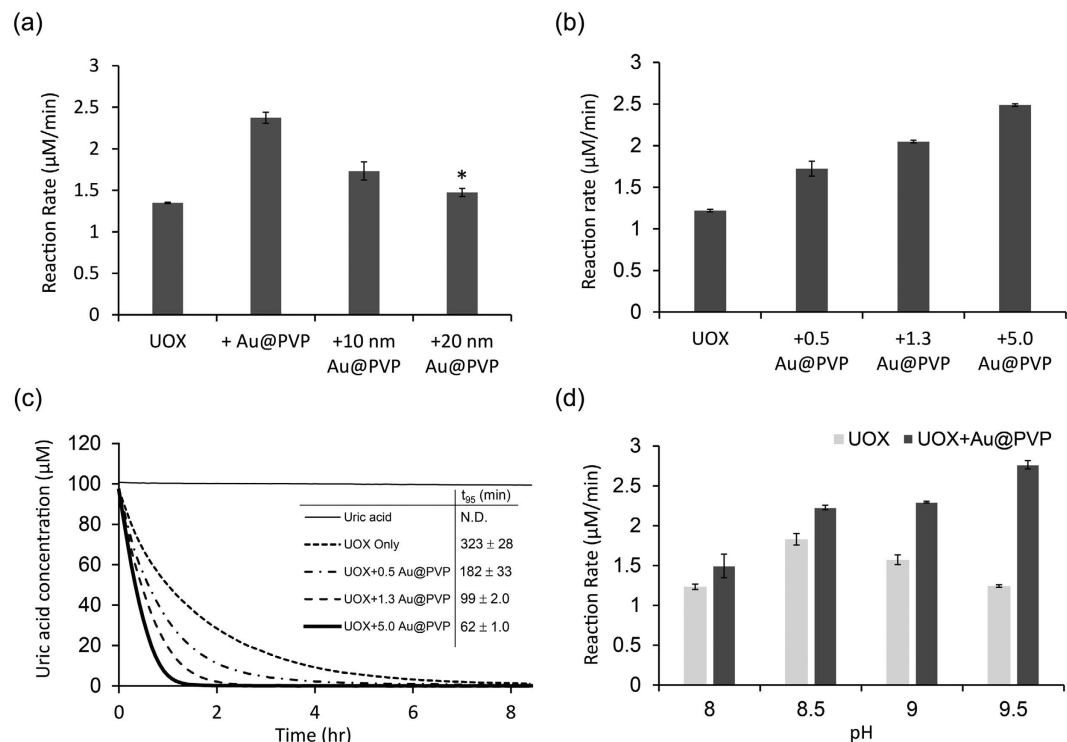 (a)
Reaction Rate (µM/min)
3
2.5
2
1.5
1
0.5
0
*
UOX
+ Au@PVP
+10 nm
Au@PVP
+20 nm
Au@PVP
(b)
Reaction rate (µM/min)
3
2.5
2
1.5
1
0.5
0
UOX
+0.5
Au@PVP
+1.3
Au@PVP
+5.0
Au@PVP
(c)
Uric acid concentration (µM)
120
100
80
60
40
20
0
t95 (min)
Uric acid N.D.
UOX Only 323 ± 28
UOX+0.5 Au@PVP 182 ± 33
UOX+1.3 Au@PVP 99 ± 2.0
UOX+5.0 Au@PVP 62 ± 1.0
0 2 4 6 8
Time (hr)
(d)
UOX UOX+Au@PVP
Reaction Rate (µM/min)
3
2.5
2
1.5
1
0.5
0
8 8.5 9 9.5
pH